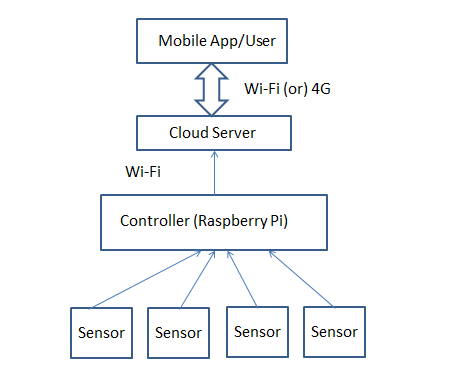 Mobile App/User
Wi-Fi (or) 4G
Cloud Server
Wi-Fi
Controller (Raspberry Pi)
Sensor Sensor Sensor Sensor